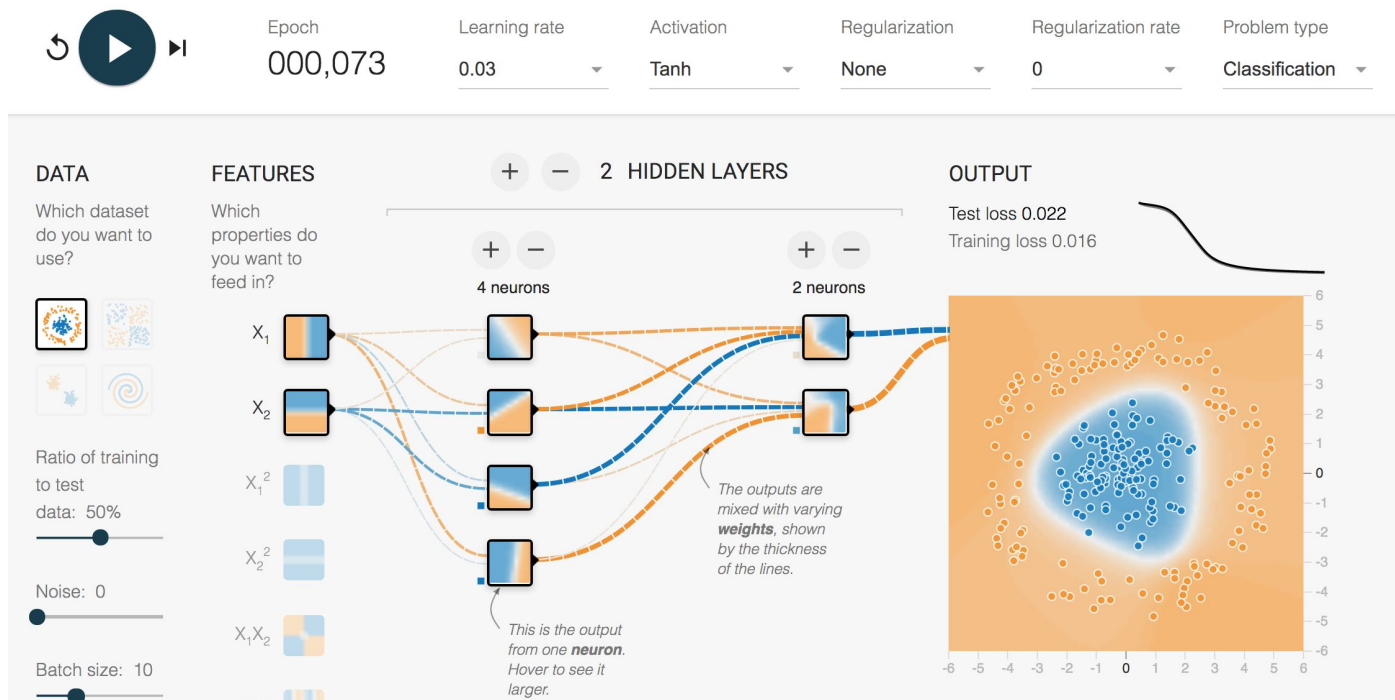 Epoch
000,073
Learning rate
0.03
Activation
Tanh
Regularization
None
Regularization rate
0
Problem type
Classification
DATA
Which dataset
do you want to
use?
Ratio of training
to test
data: 50%
Noise: 0
Batch size: 10
FEATURES
Which
properties do
you want to
feed in?
X₁
X₂
X₁²
X₂²
X₁X₂
+ − 2 HIDDEN LAYERS
+ −
4 neurons
+ −
2 neurons
The outputs are
mixed with varying
weights, shown
by the thickness
of the lines.
This is the output
from one neuron.
Hover to see it
larger.
OUTPUT
Test loss 0.022
Training loss 0.016
6
5
4
3
2
1
0
-1
-2
-3
-4
-5
-6
-6 -5 -4 -3 -2 -1 0 1 2 3 4 5 6